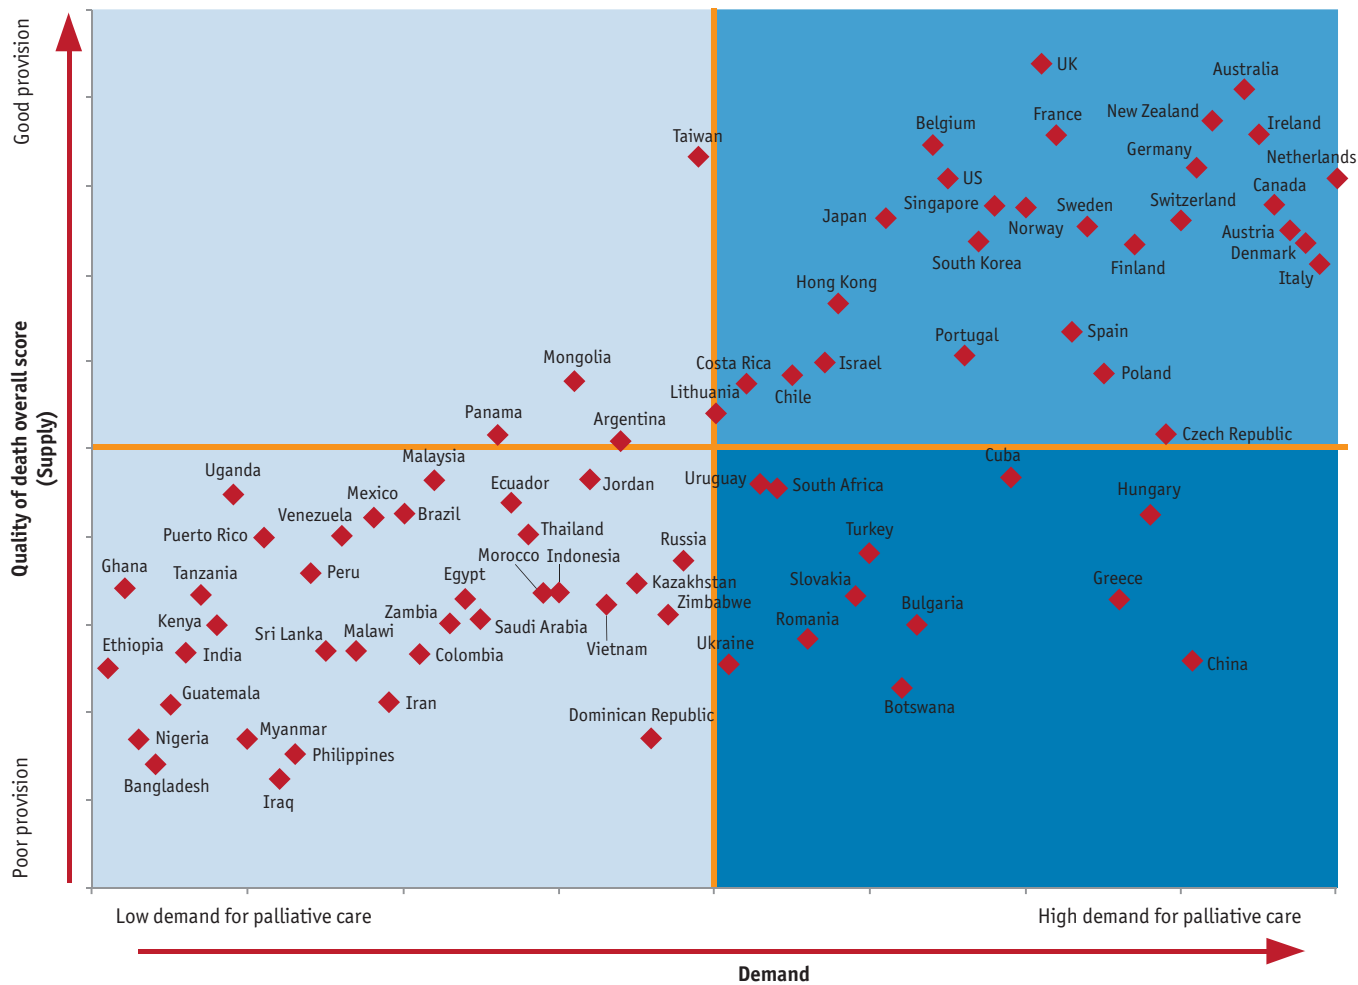 Good provision
Poor provision
Quality of death overall score
(Supply)
UK
Australia
New Zealand
France
Ireland
Belgium
Taiwan
Germany
Netherlands
US
Canada
Singapore
Sweden
Switzerland
Japan
Norway
Austria
Denmark
South Korea
Finland
Italy
Hong Kong
Spain
Portugal
Mongolia
Costa Rica
Israel
Poland
Lithuania
Chile
Panama
Argentina
Czech Republic
Malaysia
Cuba
Uganda
Uruguay
South Africa
Ecuador
Jordan
Hungary
Mexico
Venezuela
Brazil
Puerto Rico
Thailand
Turkey
Russia
Morocco
Indonesia
Ghana
Tanzania
Peru
Egypt
Kazakhstan
Slovakia
Greece
Zimbabwe
Bulgaria
Zambia
Kenya
Saudi Arabia
Romania
Sri Lanka
Malawi
Ethiopia
Ukraine
Vietnam
India
Colombia
China
Guatemala
Iran
Botswana
Dominican Republic
Nigeria
Myanmar
Philippines
Bangladesh
Iraq
Low demand for palliative care
High demand for palliative care
Demand